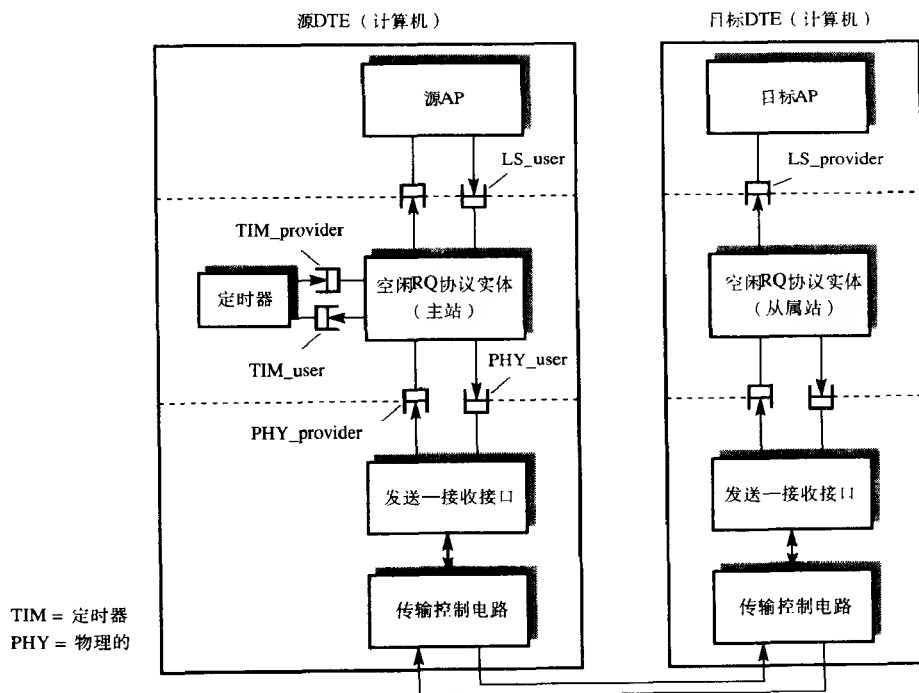 源DTE（计算机）
目标DTE（计算机）
源AP
目标AP
LS_user
LS_provider
TIM_provider
定时器
空闲RQ协议实体
（主站）
空闲RQ协议实体
（从属站）
TIM_user
PHY_user
PHY_provider
发送—接收接口
发送—接收接口
传输控制电路
传输控制电路
TIM = 定时器
PHY = 物理的